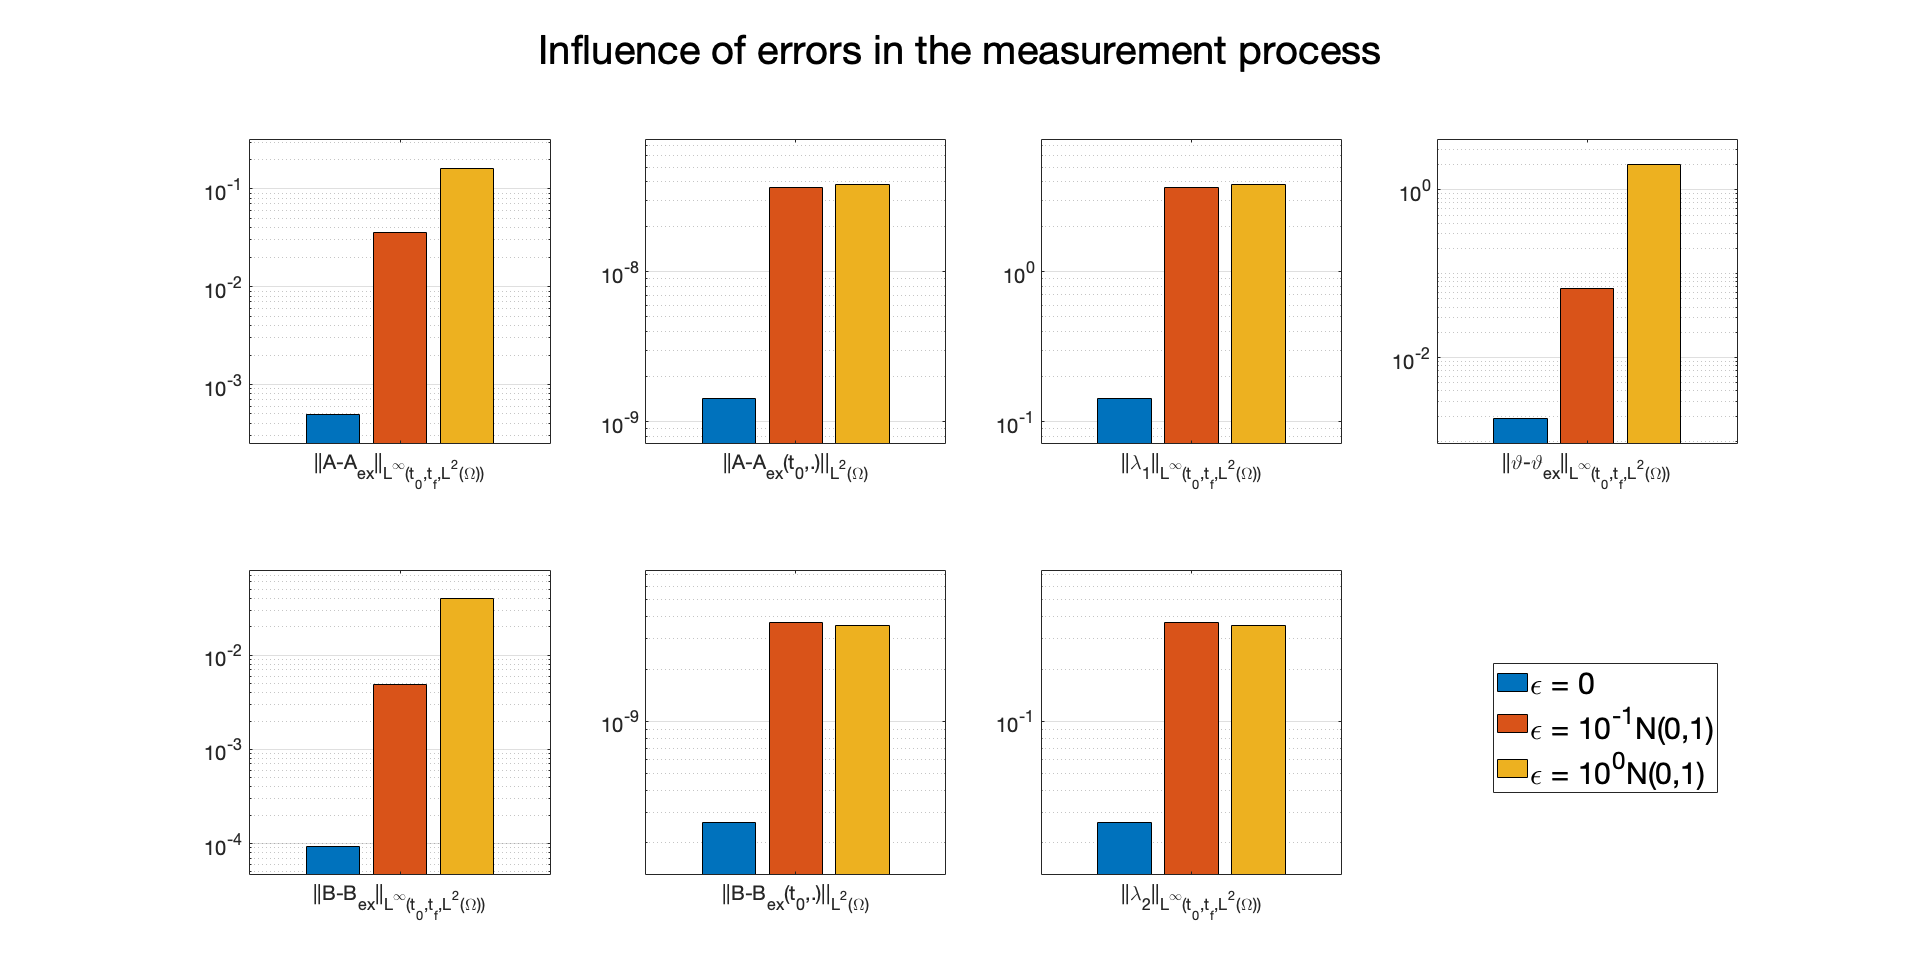 Influence of errors in the measurement process
10^-1
10^-2
10^-3
||A-A_ex||_L^∞(t_0,t_f,L^2(Ω))
10^-8
10^-9
||A-A_ex(t_0,.)||_L^2(Ω)
10^0
10^-1
||λ_1||_L^∞(t_0,t_f,L^2(Ω))
10^0
10^-2
||ϑ-ϑ_ex||_L^∞(t_0,t_f,L^2(Ω))
10^-2
10^-3
10^-4
||B-B_ex||_L^∞(t_0,t_f,L^2(Ω))
10^-9
||B-B_ex(t_0,.)||_L^2(Ω)
10^-1
||λ_2||_L^∞(t_0,t_f,L^2(Ω))
ϵ = 0
ϵ = 10^-1N(0,1)
ϵ = 10^0N(0,1)